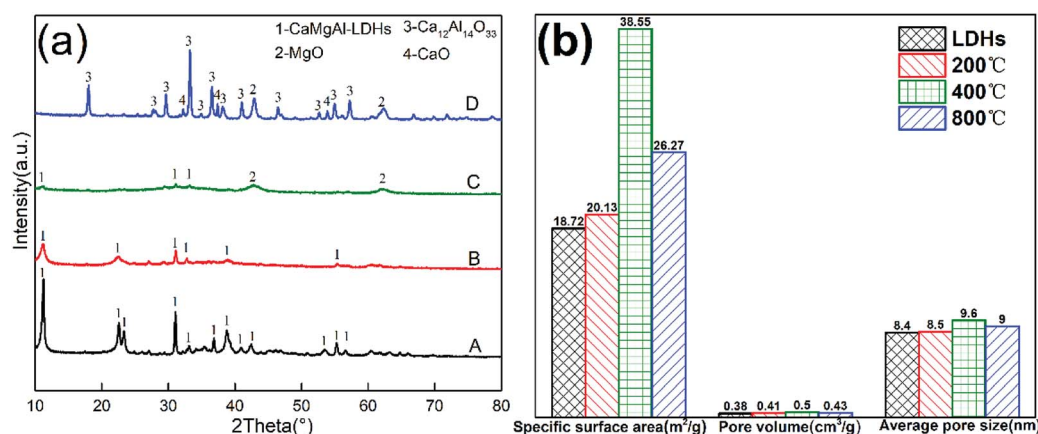 (a)
1-CaMgAl-LDHs 3-Ca₁₂Al₁₄O₃₃
2-MgO 4-CaO
3 3 3 4 3 3 3 4 3 3 2 3 3 4 3 3 2
D
1 1 1 2 2
C
1 1 1 1 1 1
B
1 1 1 1 1 1 1 1 1 1 1 1
A
Intensity(a.u.)
10 20 30 40 50 60 70 80
2Theta(°)
(b)
LDHs
200℃
400℃
800℃
18.72 20.13 38.55 26.27
0.38 0.41 0.5 0.43
8.4 8.5 9.6 9
Specific surface area(m²/g) Pore volume(cm³/g) Average pore size(nm)